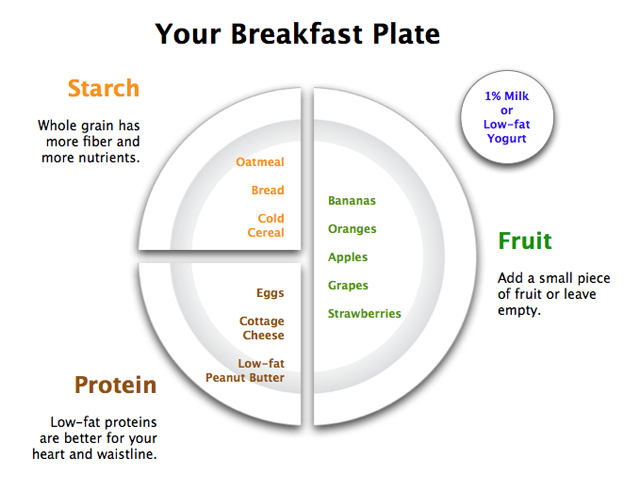 Your Breakfast Plate
Starch
Whole grain has
more fiber and
more nutrients.
Oatmeal
Bread
Cold
Cereal
1% Milk
or
Low-fat
Yogurt
Bananas
Oranges
Apples
Grapes
Strawberries
Fruit
Add a small piece
of fruit or leave
empty.
Eggs
Cottage
Cheese
Low-fat
Peanut Butter
Protein
Low-fat proteins
are better for your
heart and waistline.